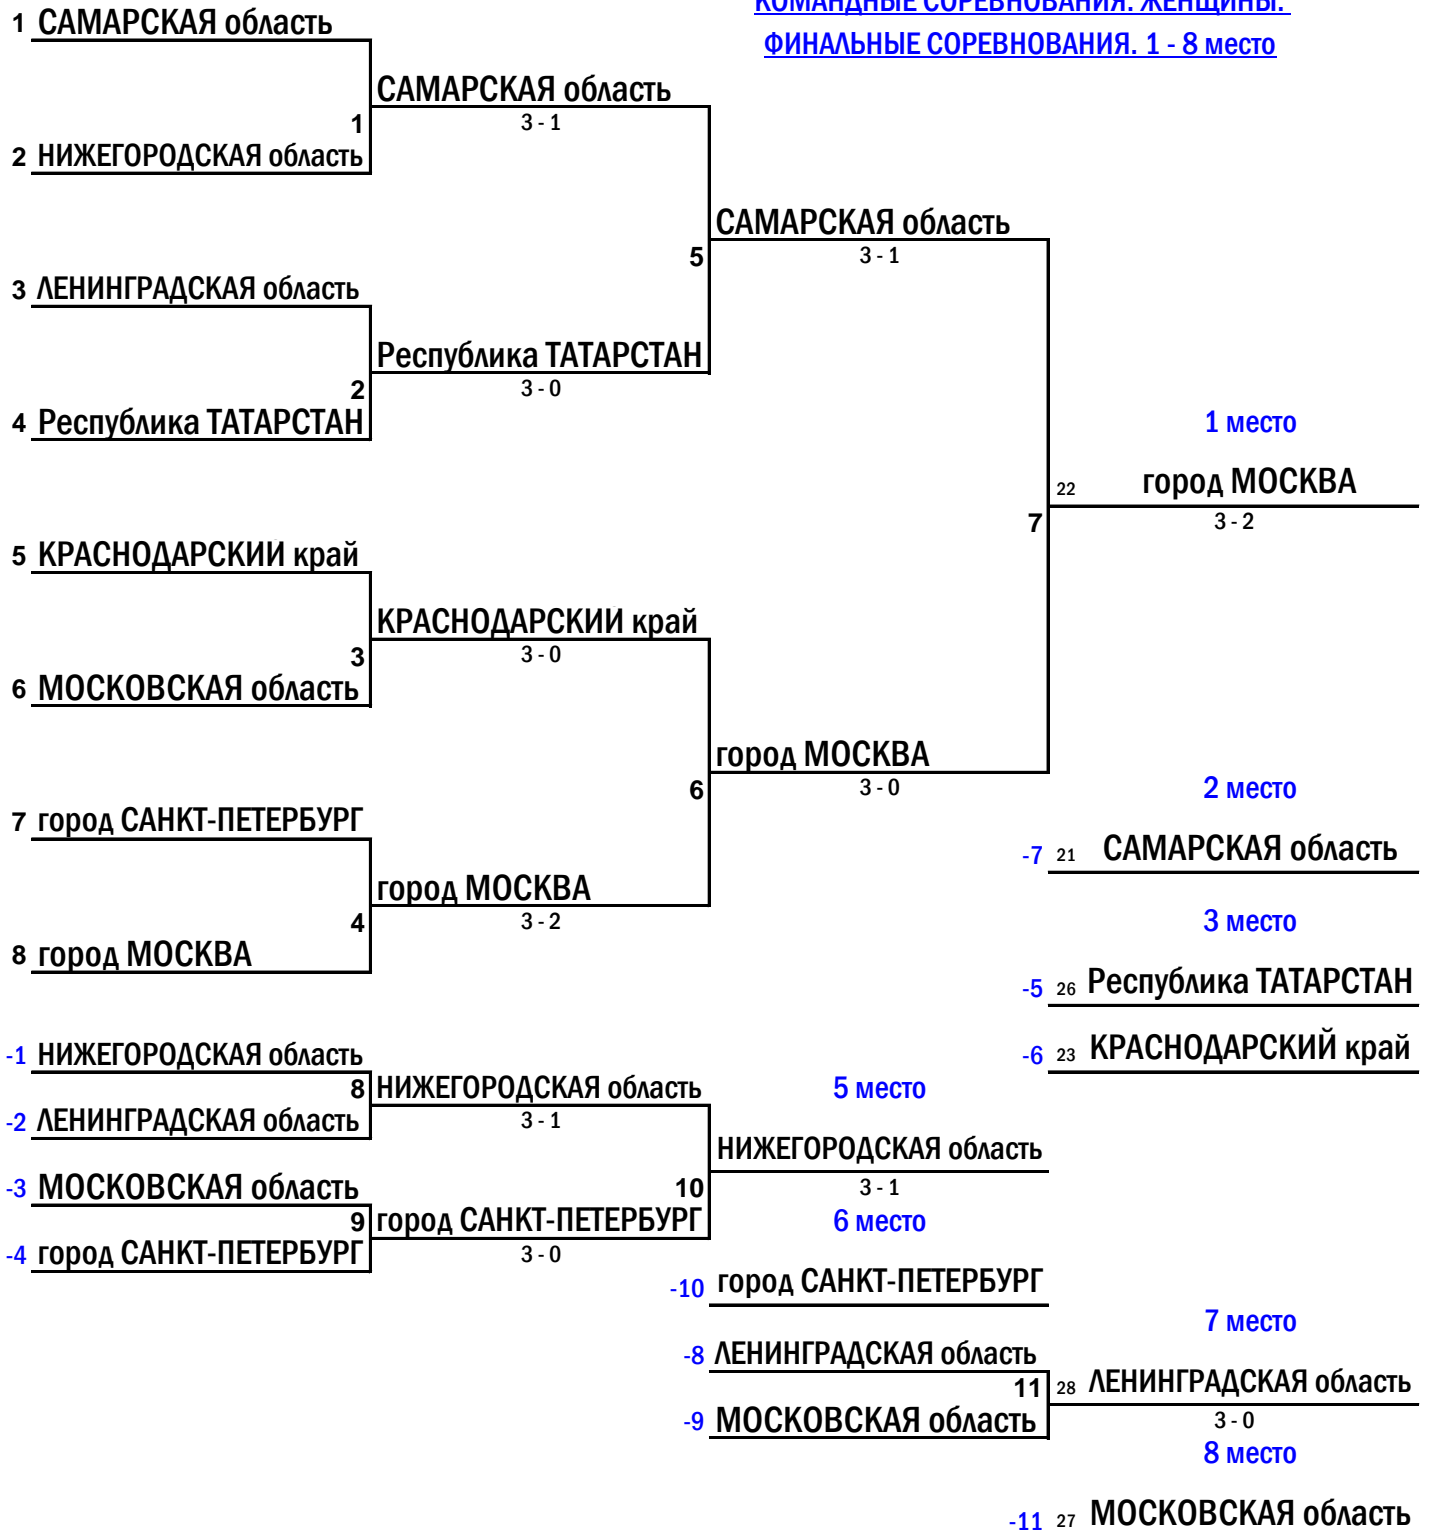 КОМАНДНЫЕ СОРЕВНОВАНИЯ. ЖЕНЩИНЫ.
ФИНАЛЬНЫЕ СОРЕВНОВАНИЯ. 1 - 8 место
1 САМАРСКАЯ область
САМАРСКАЯ область
1
3 - 1
2 НИЖЕГОРОДСКАЯ область
САМАРСКАЯ область
5
3 - 1
3 ЛЕНИНГРАДСКАЯ область
Республика ТАТАРСТАН
2
3 - 0
4 Республика ТАТАРСТАН
1 место
22 город МОСКВА
7
3 - 2
5 КРАСНОДАРСКИЙ край
КРАСНОДАРСКИЙ край
3
3 - 0
6 МОСКОВСКАЯ область
город МОСКВА
6
3 - 0
2 место
7 город САНКТ-ПЕТЕРБУРГ
-7 21 САМАРСКАЯ область
город МОСКВА
4
3 - 2
3 место
8 город МОСКВА
-5 26 Республика ТАТАРСТАН
-6 23 КРАСНОДАРСКИЙ край
-1 НИЖЕГОРОДСКАЯ область
8 НИЖЕГОРОДСКАЯ область
5 место
-2 ЛЕНИНГРАДСКАЯ область
3 - 1
НИЖЕГОРОДСКАЯ область
-3 МОСКОВСКАЯ область
10
3 - 1
9 город САНКТ-ПЕТЕРБУРГ
6 место
-4 город САНКТ-ПЕТЕРБУРГ
3 - 0
-10 город САНКТ-ПЕТЕРБУРГ
7 место
-8 ЛЕНИНГРАДСКАЯ область
11 28 ЛЕНИНГРАДСКАЯ область
-9 МОСКОВСКАЯ область
3 - 0
8 место
-11 27 МОСКОВСКАЯ область